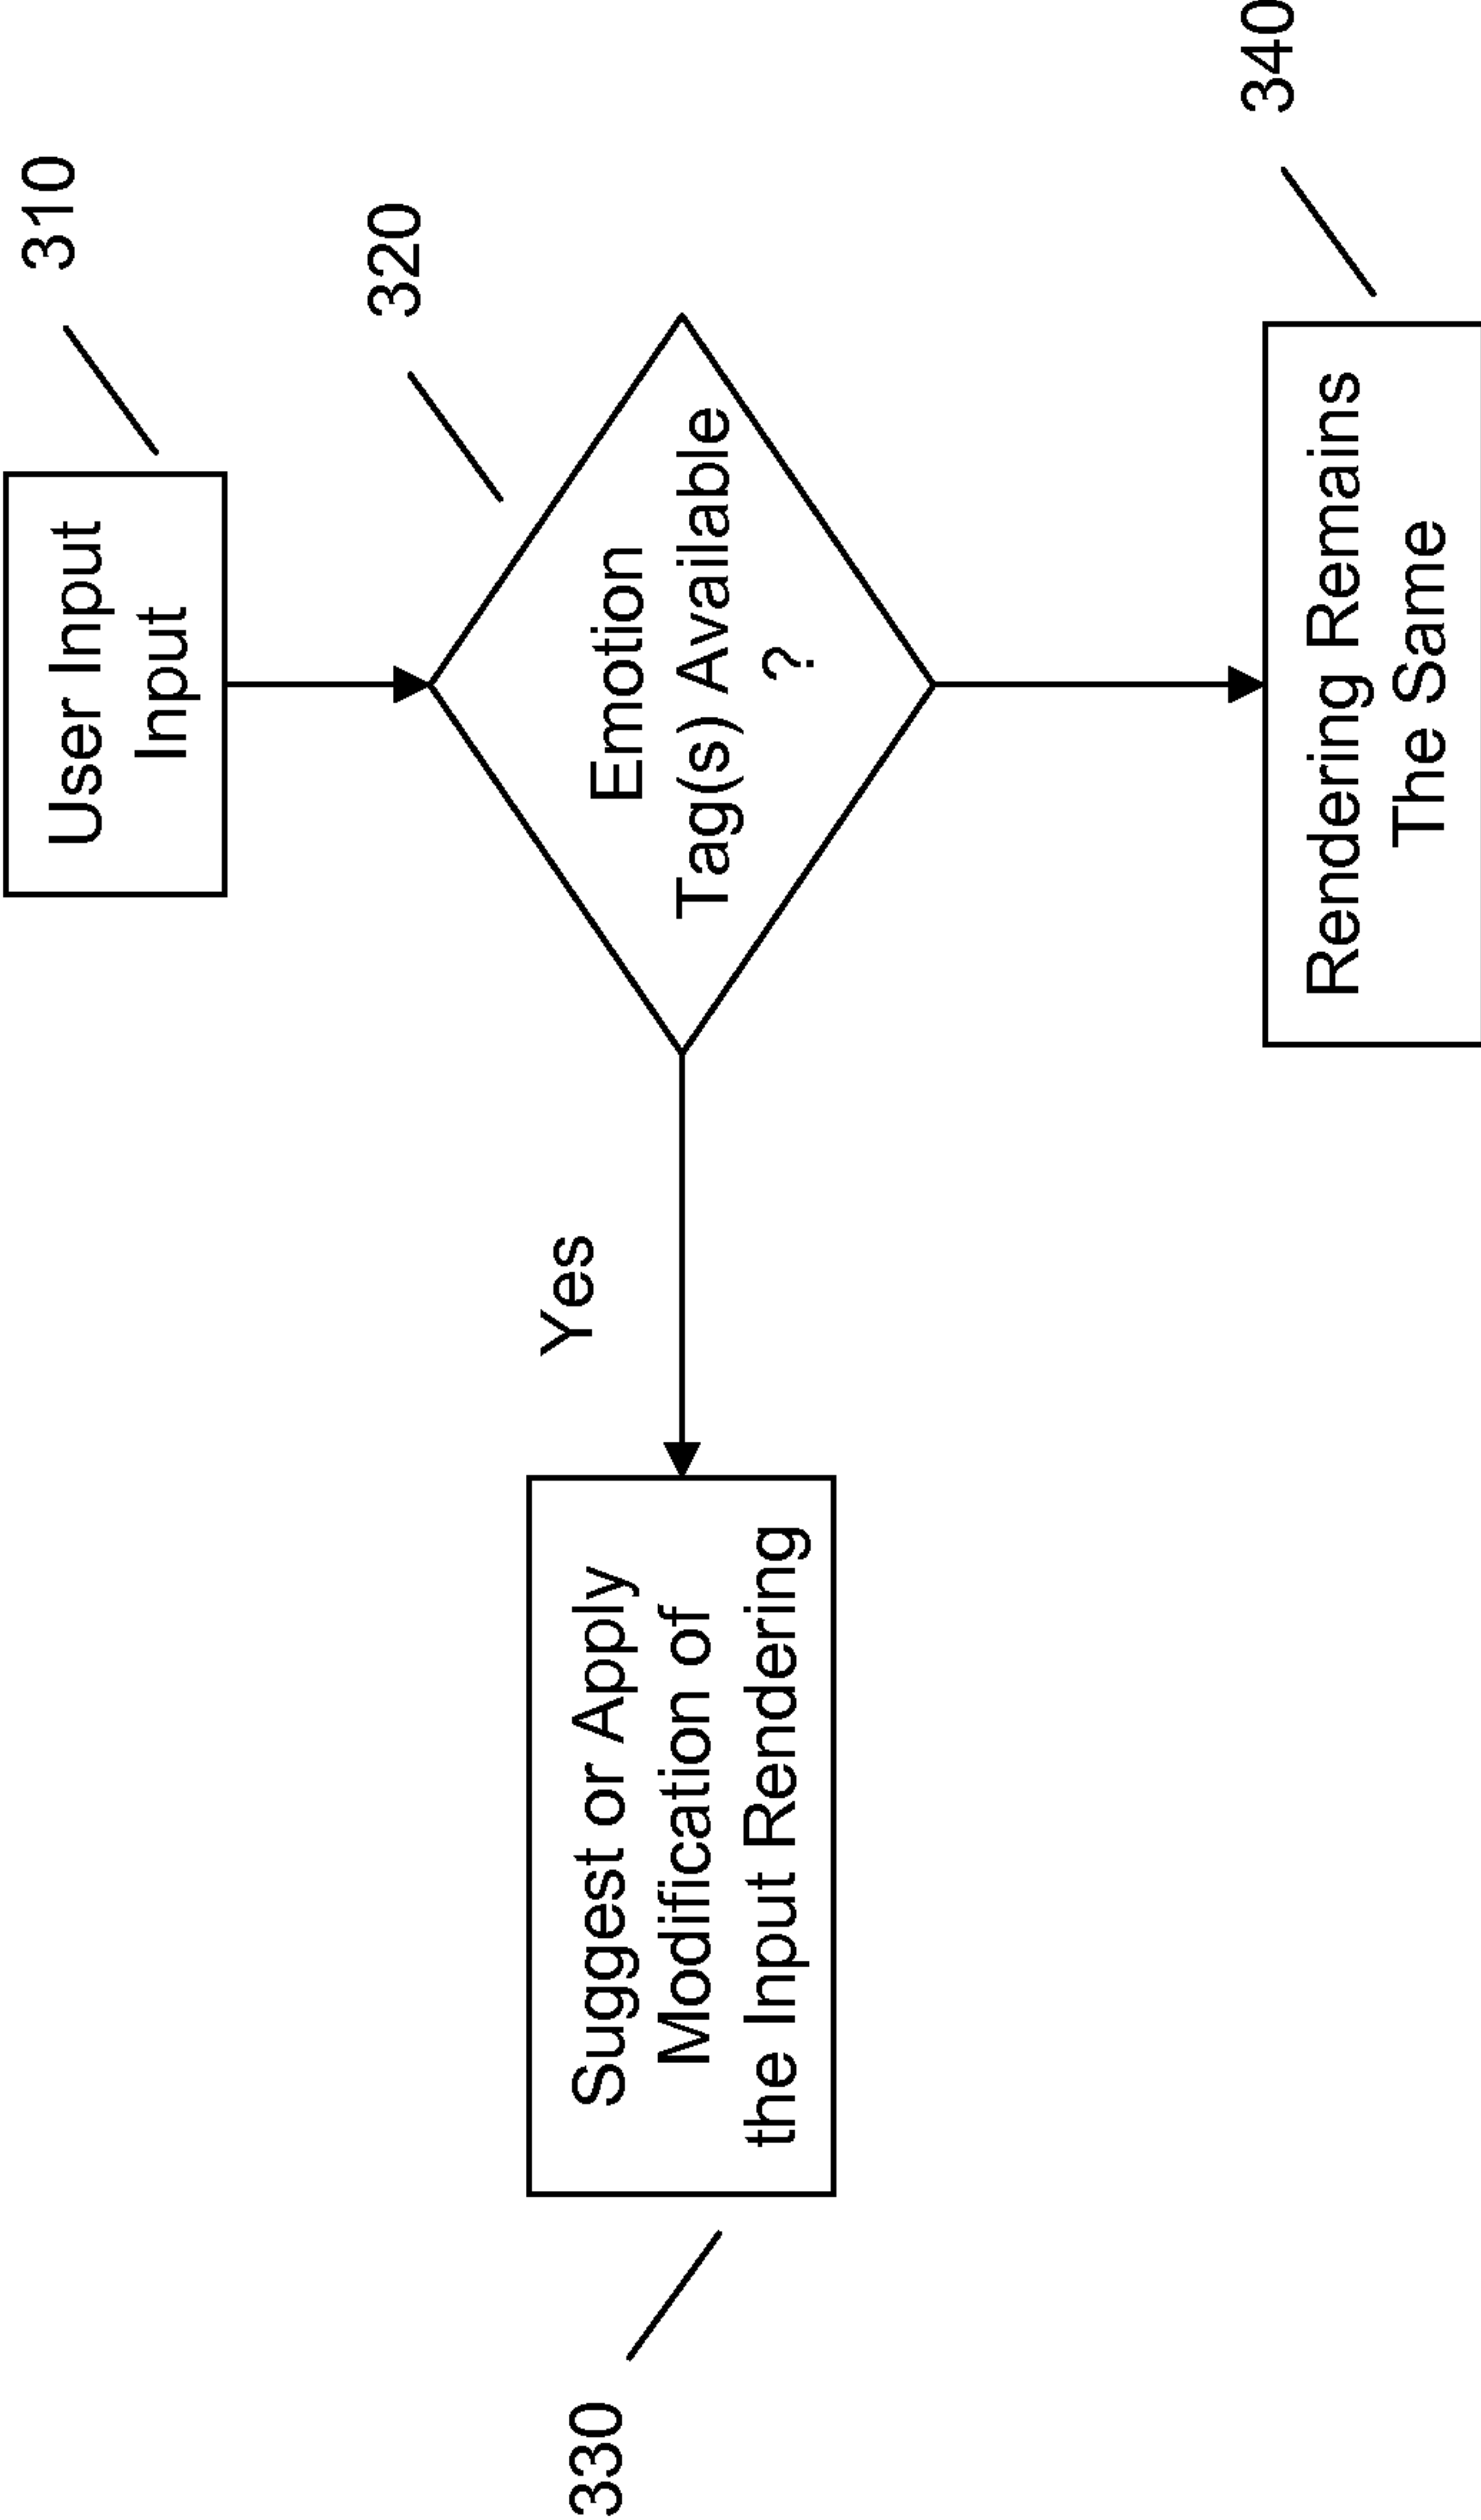 310
User Input
Input
320
Emotion
Tag(s) Available
?
Yes
330
Suggest or Apply
Modification of
the Input Rendering
340
Rendering Remains
The Same